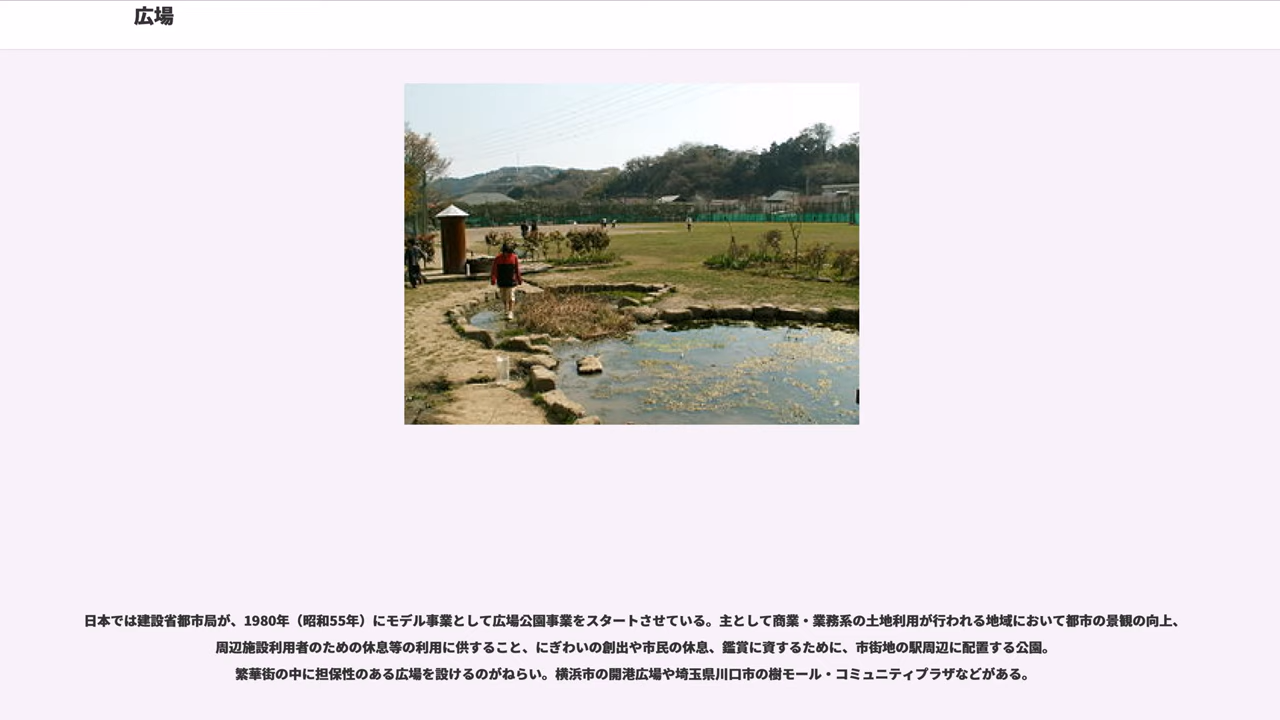 広場
日本では建設省都市局が、1980年（昭和55年）にモデル事業として広場公園事業をスタートさせている。主として商業・業務系の土地利用が行われる地域において都市の景観の向上、
周辺施設利用者のための休息等の利用に供すること、にぎわいの創出や市民の休息、鑑賞に資するために、市街地の駅周辺に配置する公園。
繁華街の中に担保性のある広場を設けるのがねらい。横浜市の開港広場や埼玉県川口市の樹モール・コミュニティプラザなどがある。